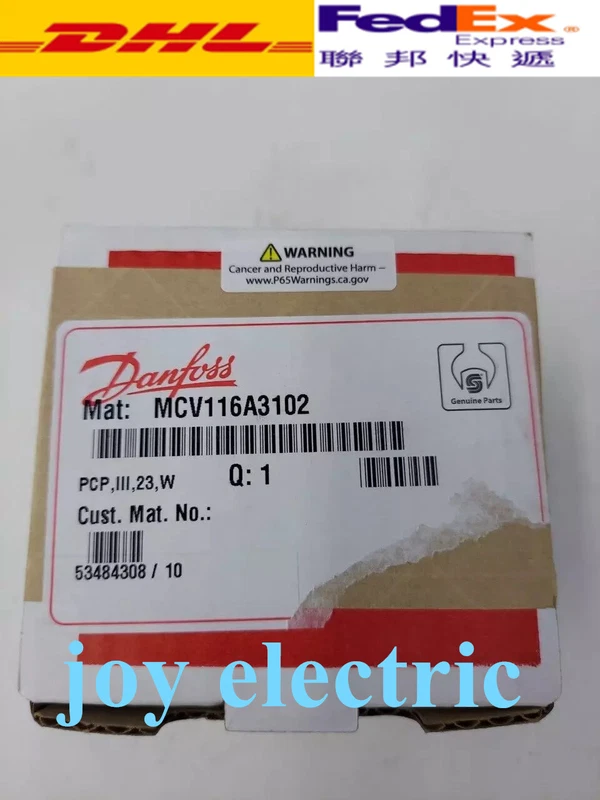 DHL
FedEx®
Express
聯邦快遞
WARNING
Cancer and Reproductive Harm –
www.P65Warnings.ca.gov
Danfoss
Genuine Parts
Mat: MCV116A3102
PCP,III,23,W
Q: 1
Cust. Mat. No.:
53484308 / 10
joy electric